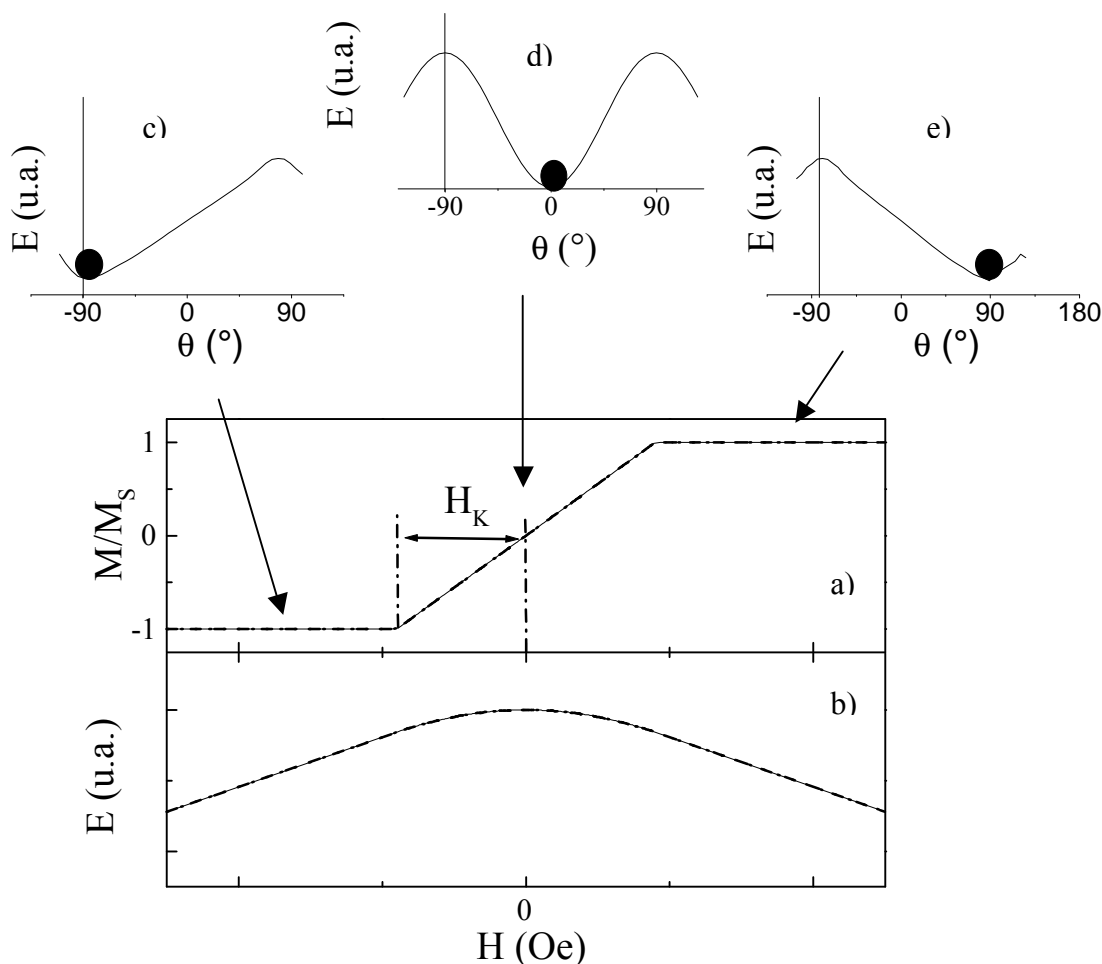 c)
E (u.a.)
-90 0 90
θ (°)
d)
E (u.a.)
-90 0 90
θ (°)
e)
E (u.a.)
-90 0 90 180
θ (°)
M/M_S
1
0
-1
H_K
a)
b)
E (u.a.)
0
H (Oe)